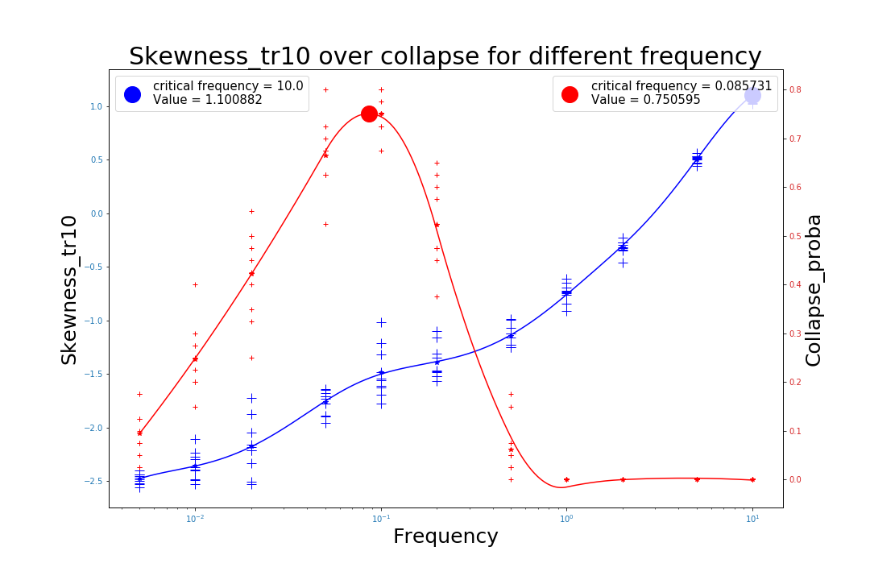 Skewness_tr10 over collapse for different frequency
critical frequency = 10.0
Value = 1.100882
critical frequency = 0.085731
Value = 0.750595
1.0
0.5
0.0
−0.5
−1.0
−1.5
−2.0
−2.5
Skewness_tr10
0.8
0.7
0.6
0.5
0.4
0.3
0.2
0.1
0.0
Collapse_proba
10⁻²
10⁻¹
10⁰
10¹
Frequency